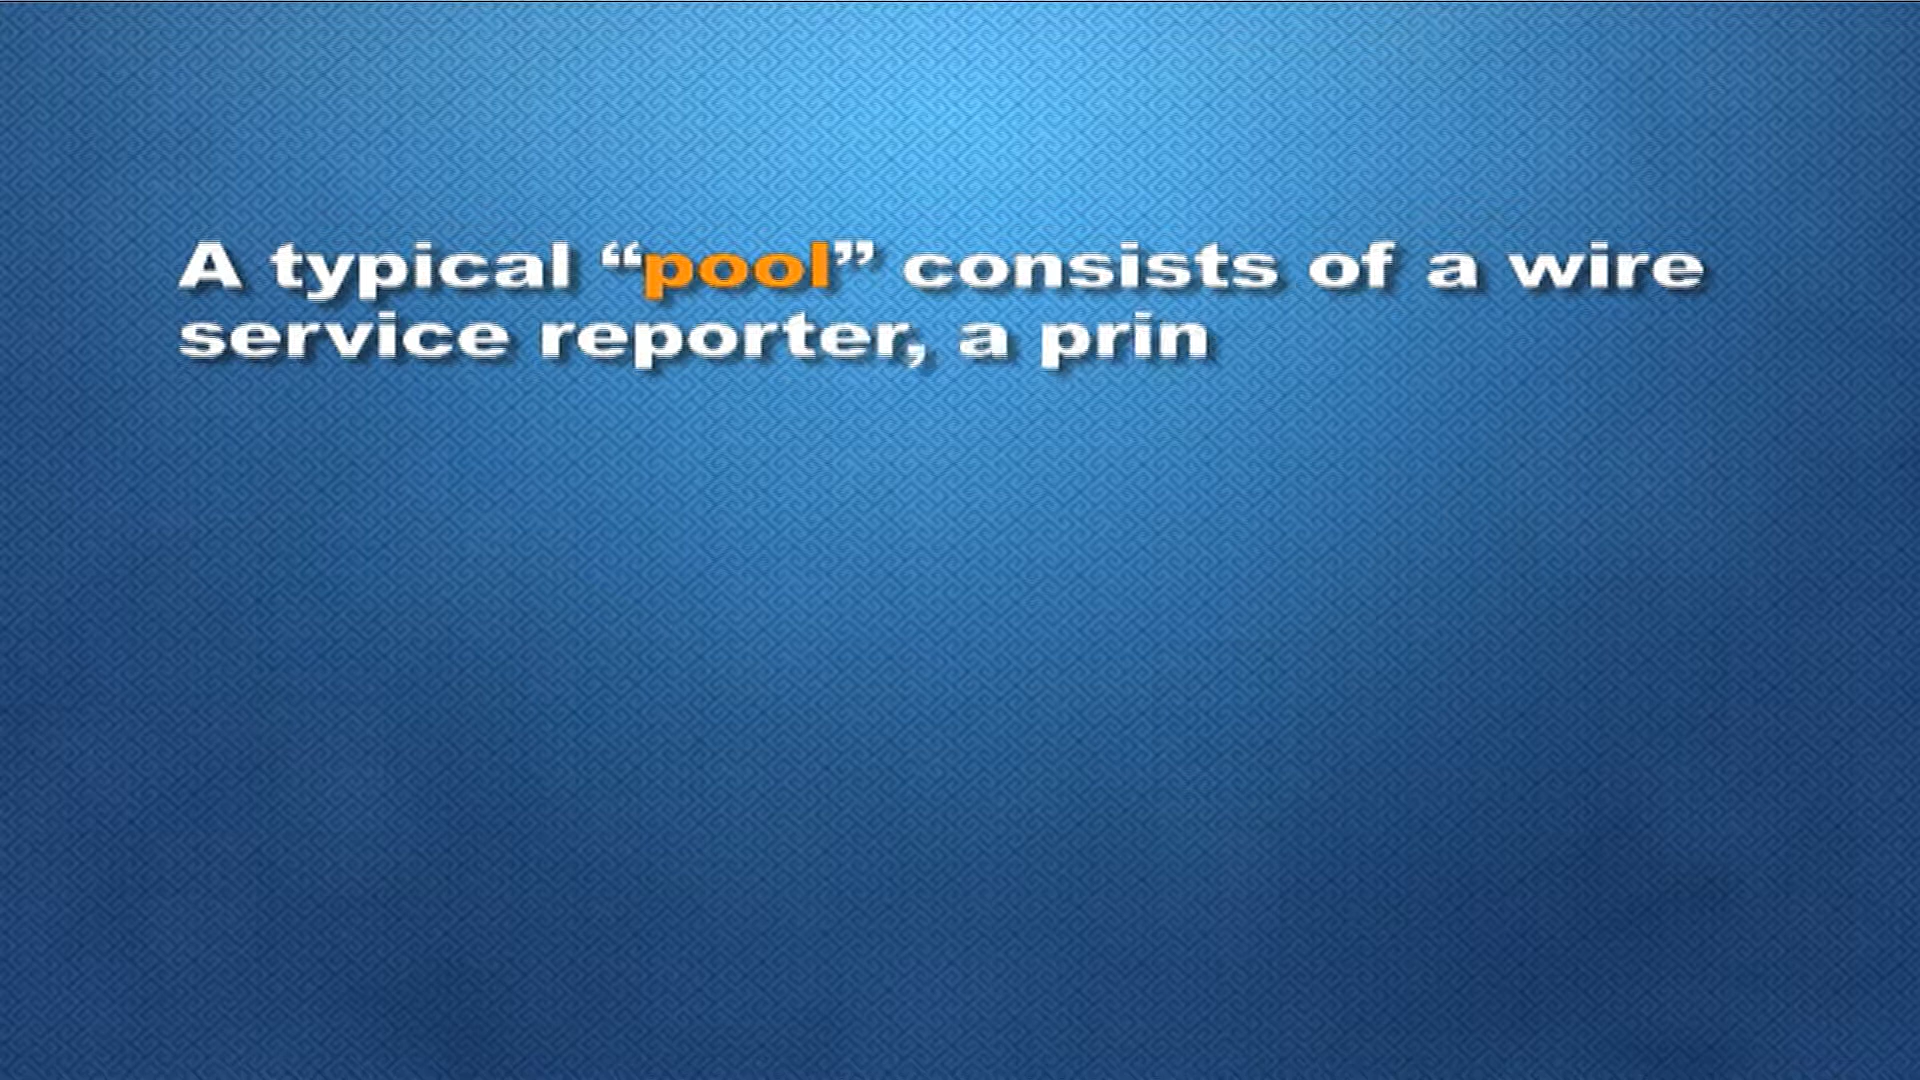 A typical “pool” consists of a wire
service reporter, a prin